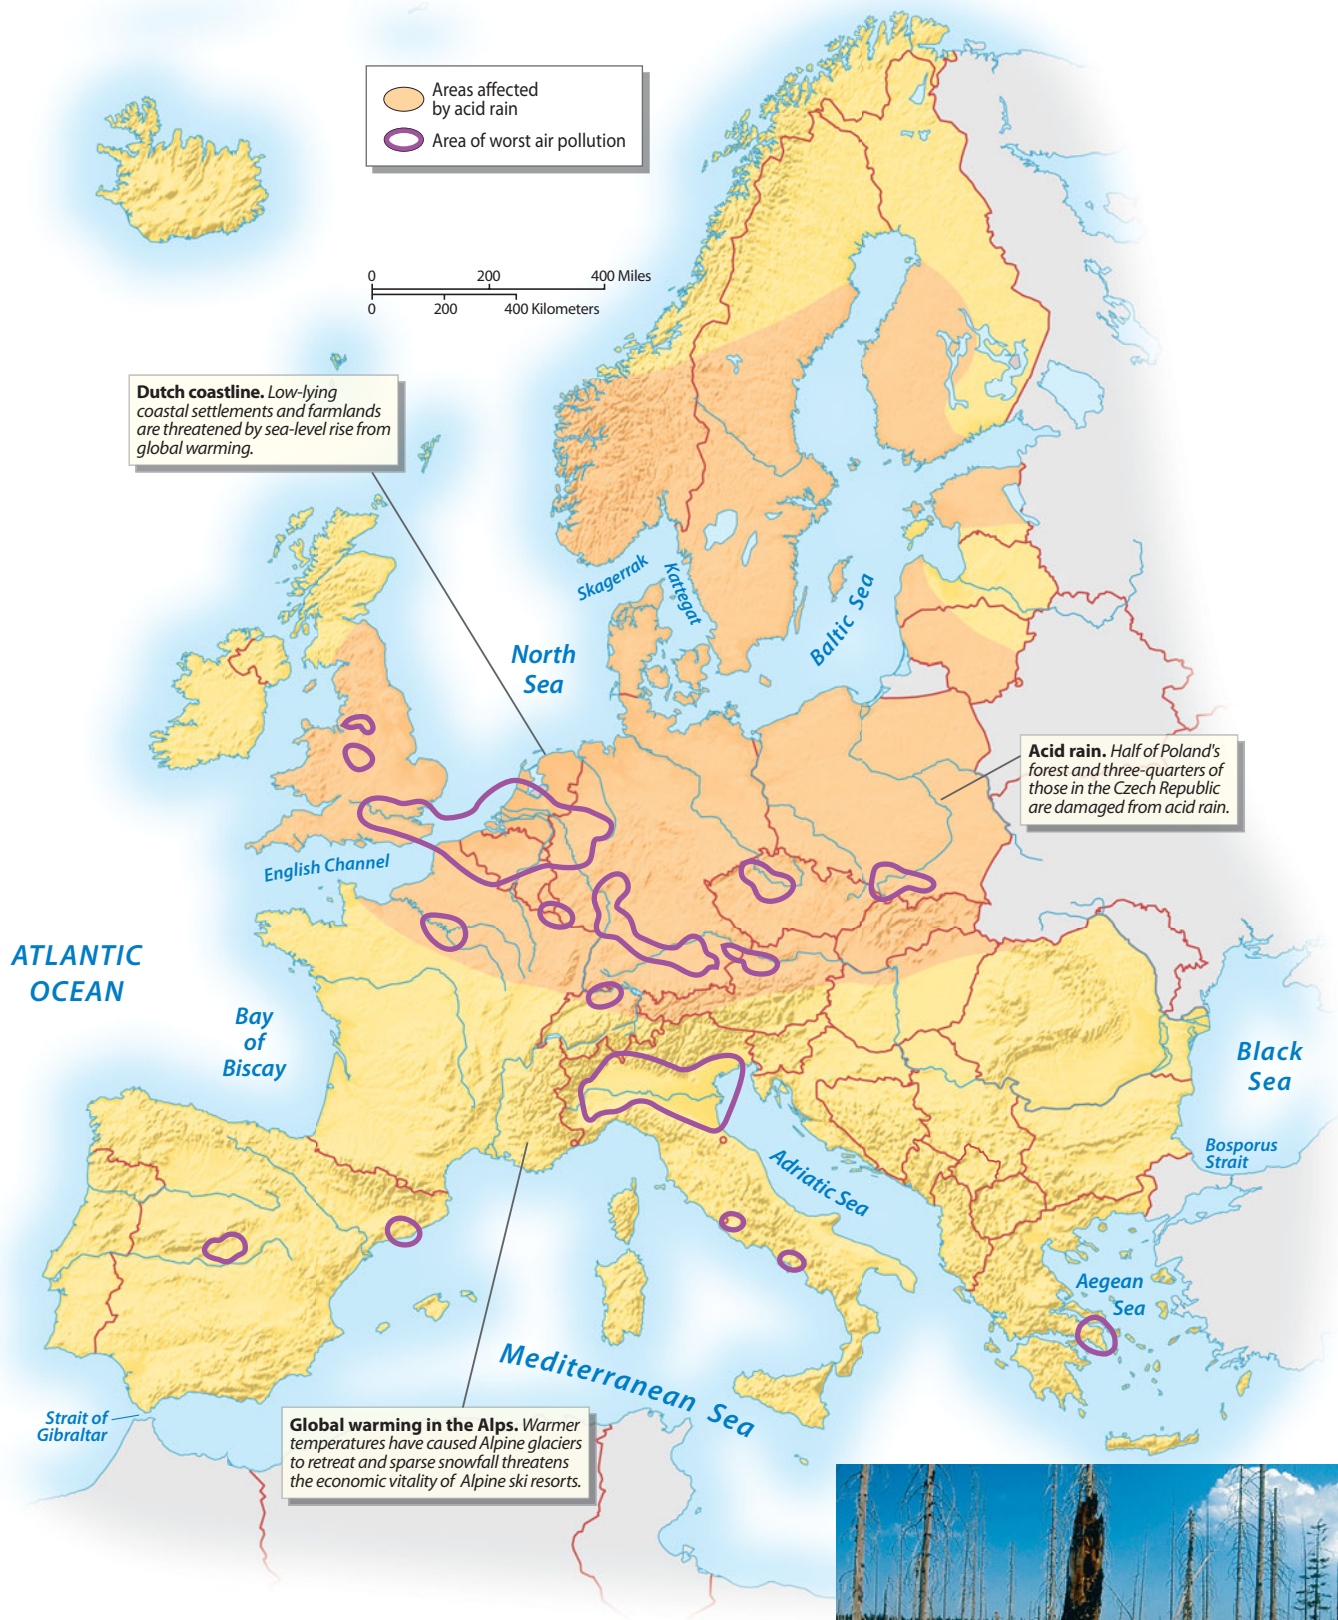 Areas affected
by acid rain
Area of worst air pollution
0 200 400 Miles
0 200 400 Kilometers
Dutch coastline. Low-lying
coastal settlements and farmlands
are threatened by sea-level rise from
global warming.
Skagerrak
Kattegat
Baltic Sea
North
Sea
Acid rain. Half of Poland's
forest and three-quarters of
those in the Czech Republic
are damaged from acid rain.
English Channel
ATLANTIC
OCEAN
Bay
of
Biscay
Black
Sea
Bosporus
Strait
Adriatic Sea
Aegean
Sea
Mediterranean Sea
Strait of
Gibraltar
Global warming in the Alps. Warmer
temperatures have caused Alpine glaciers
to retreat and sparse snowfall threatens
the economic vitality of Alpine ski resorts.